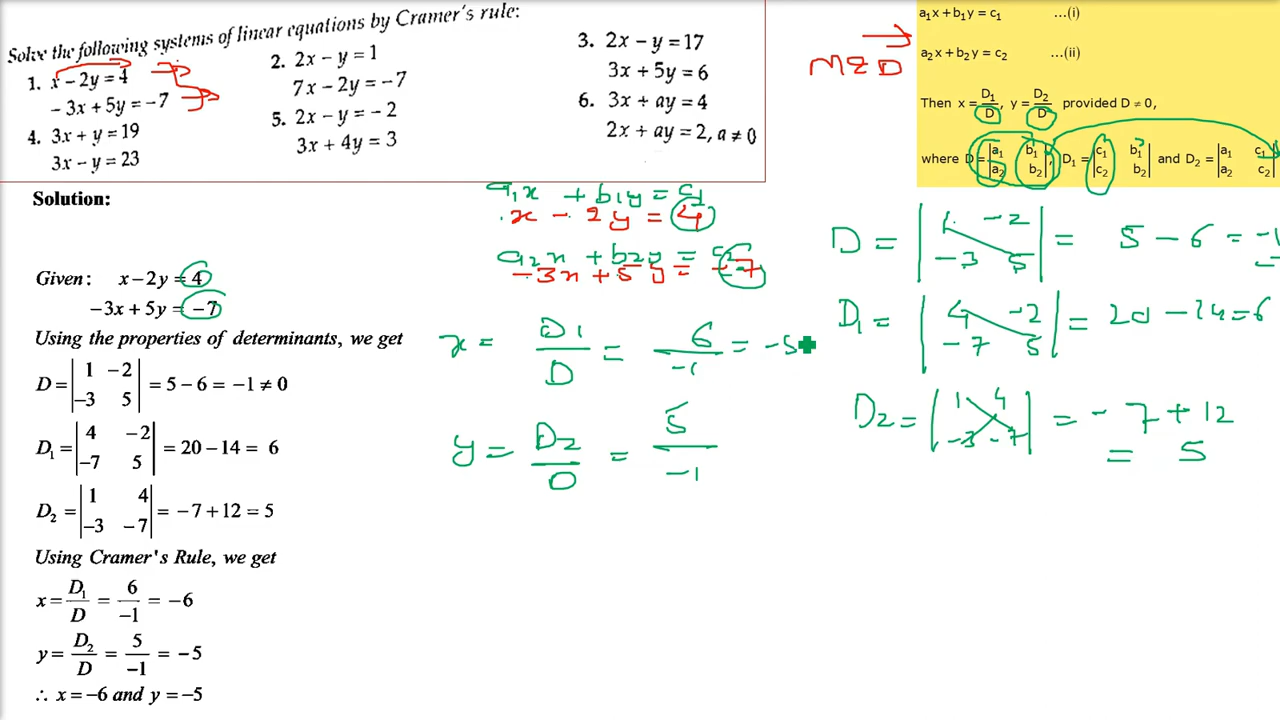 Solve the following systems of linear equations by Cramer's rule:
1. x − 2y = 4
− 3x + 5y = −7
2. 2x − y = 1
7x − 2y = −7
3. 2x − y = 17
3x + 5y = 6
4. 3x + y = 19
3x − y = 23
5. 2x − y = − 2
3x + 4y = 3
6. 3x + ay = 4
2x + ay = 2, a ≠ 0
a₁x + b₁y = c₁ ...(i)
a₂x + b₂y = c₂ ...(ii)
Then x = D₁/D, y = D₂/D provided D ≠ 0,
where D = |a₁ b₁; a₂ b₂|, D₁ = |c₁ b₁; c₂ b₂| and D₂ = |a₁ c₁; a₂ c₂|
Solution:
Given: x − 2y = 4
−3x + 5y = −7
Using the properties of determinants, we get
D = |1 −2; −3 5| = 5 − 6 = −1 ≠ 0
D₁ = |4 −2; −7 5| = 20 − 14 = 6
D₂ = |1 4; −3 −7| = −7 + 12 = 5
Using Cramer's Rule, we get
x = D₁/D = 6/−1 = −6
y = D₂/D = 5/−1 = −5
∴ x = −6 and y = −5
a₁x + b₁y = c₁
x − 2y = 4
a₂x + b₂y = c₂
−3x + 5y = −7
x = D₁/D = 6/−1 = −5
y = D₂/D = 5/−1
D = |1 −2; −3 5| = 5 − 6 = −1
D₁ = |4 −2; −7 5| = 20 − 14 = 6
D₂ = |1 4; −3 −7| = − 7 + 12
= 5